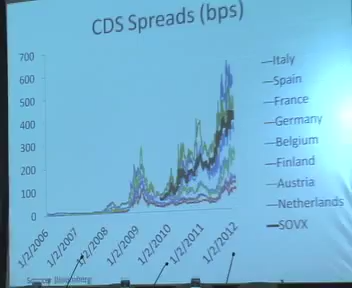 CDS Spreads (bps)
700
600
500
400
300
200
100
0
1/2/2006
1/2/2007
1/2/2008
1/2/2009
1/2/2010
1/2/2011
1/2/2012
Italy
Spain
France
Germany
Belgium
Finland
Austria
Netherlands
SOVX
Source: Bloomberg